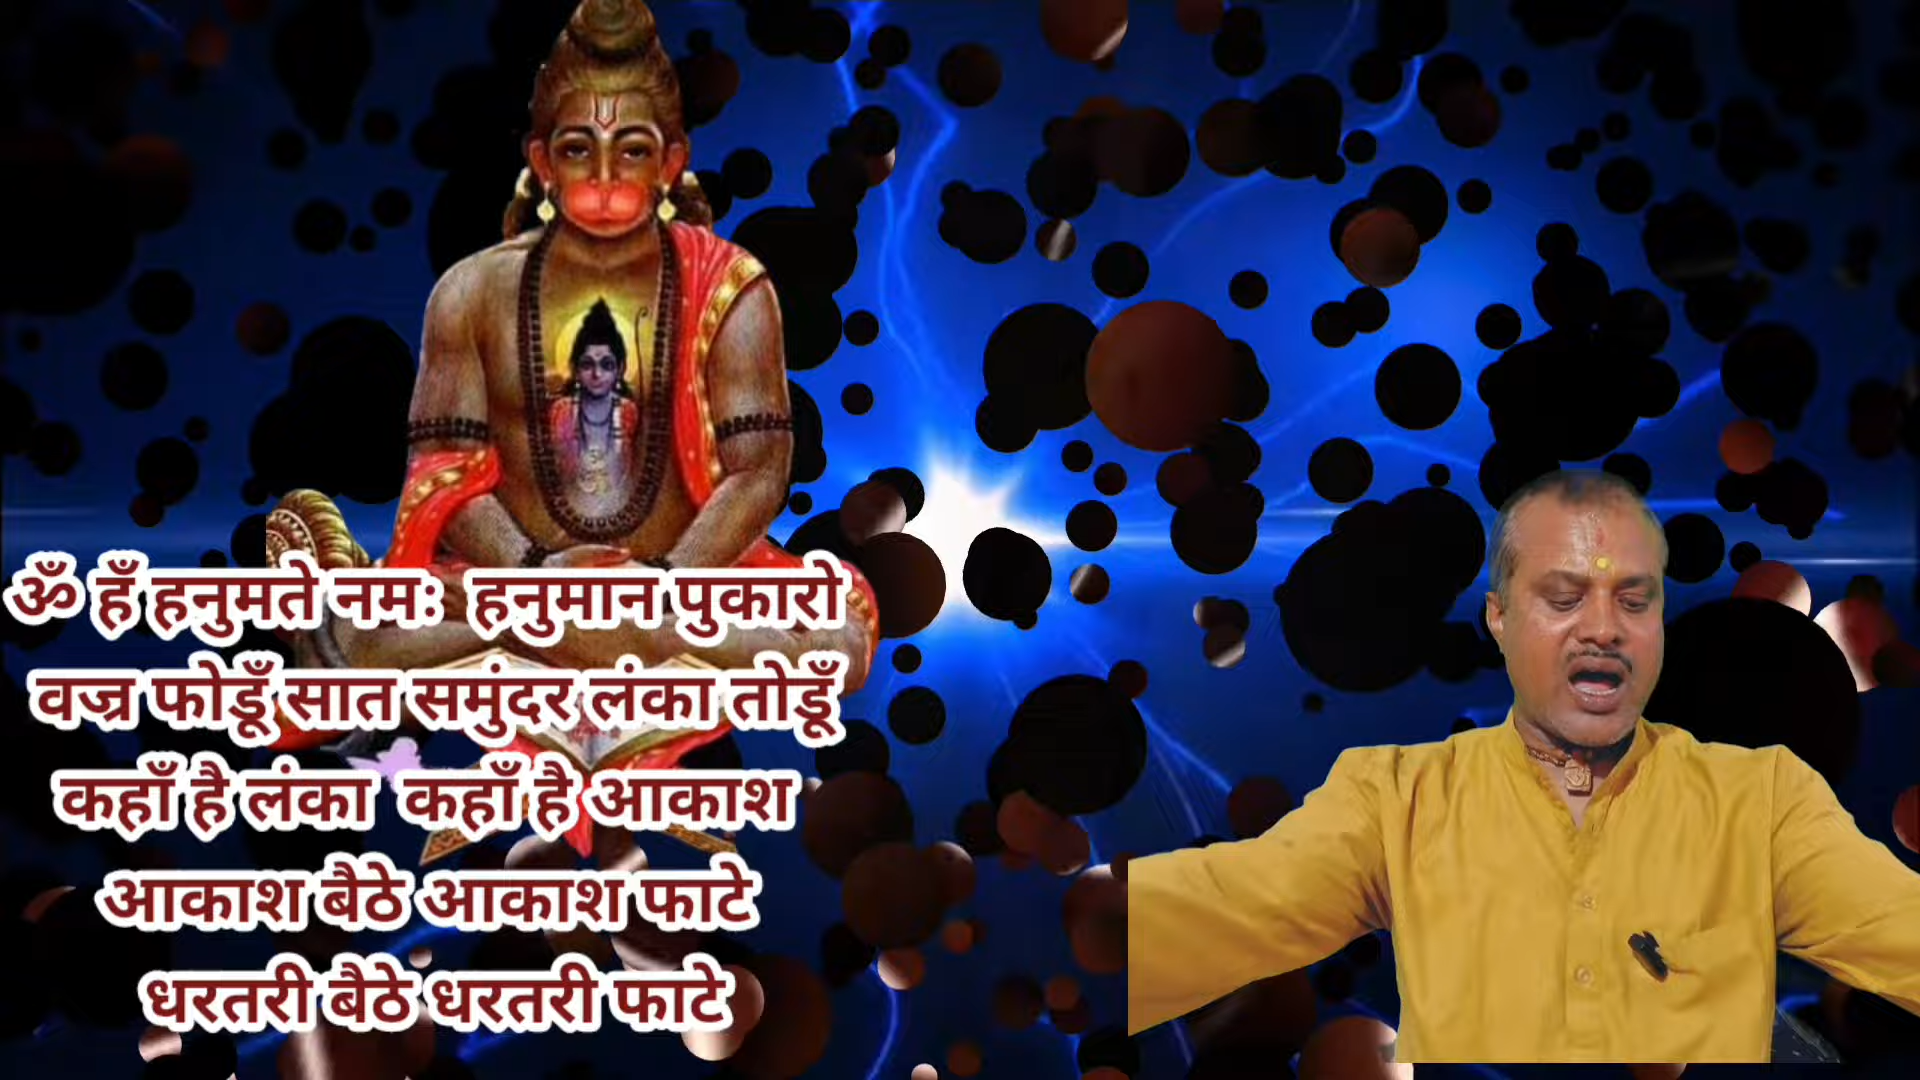 ॐ हँ हनुमते नमः हनुमान पुकारो
वज्र फोडूँ सात समुंदर लंका तोडूँ
कहाँ है लंका कहाँ है आकाश
आकाश बैठे आकाश फाटे
धरतरी बैठे धरतरी फाटे